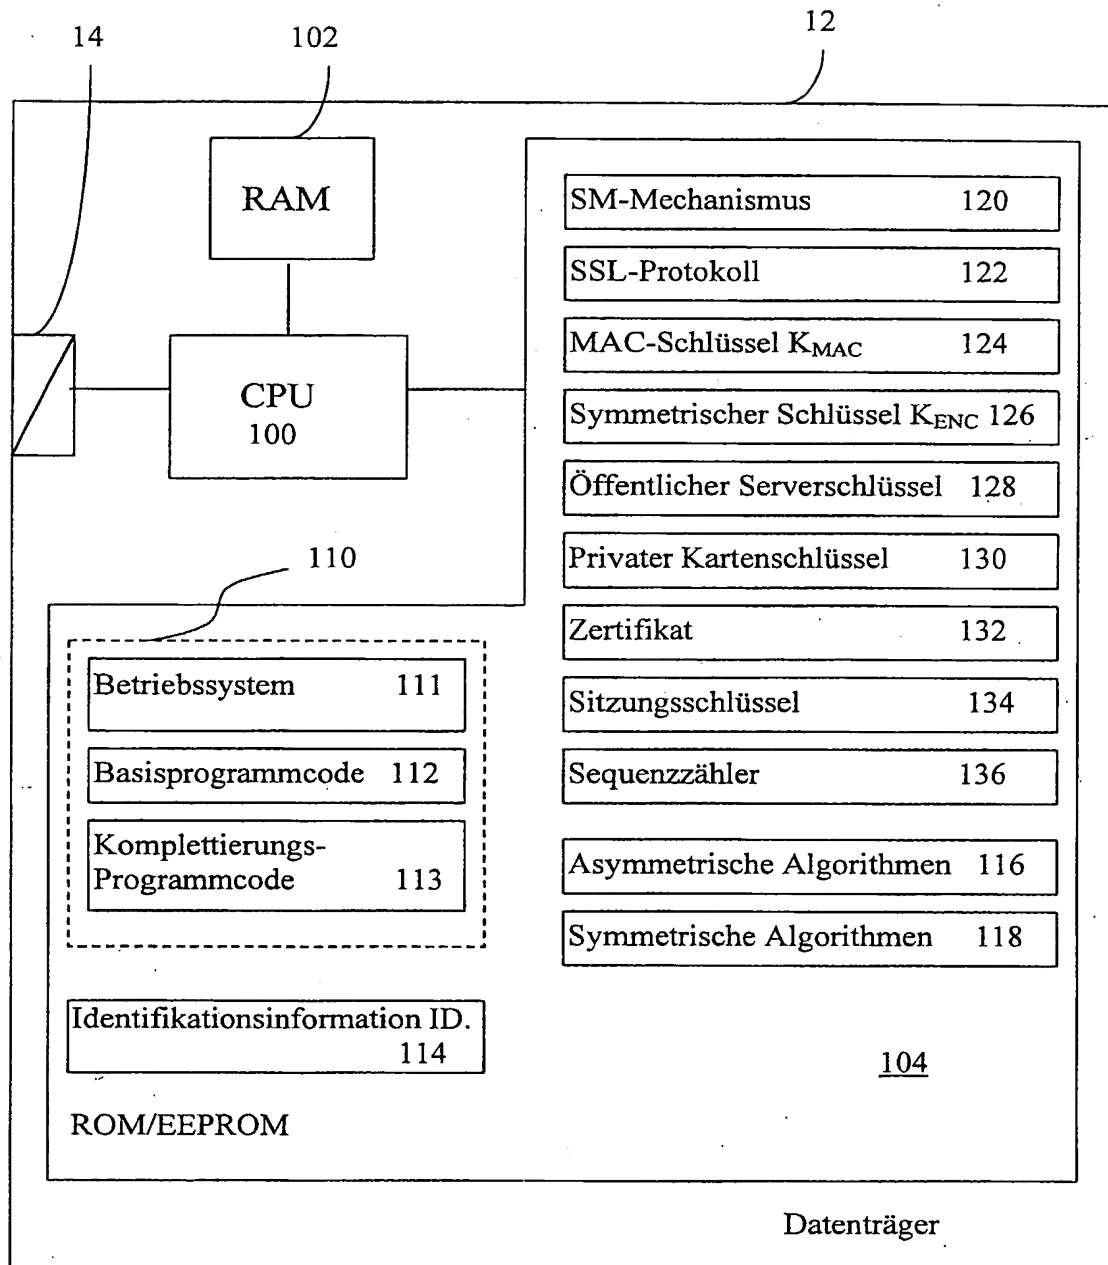 14
102
12
RAM
CPU
100
SM-Mechanismus 120
SSL-Protokoll 122
MAC-Schlüssel KMAC 124
Symmetrischer Schlüssel KENC 126
Öffentlicher Serverschlüssel 128
Privater Kartenschlüssel 130
Zertifikat 132
Sitzungsschlüssel 134
Sequenzzähler 136
Asymmetrische Algorithmen 116
Symmetrische Algorithmen 118
110
Betriebssystem 111
Basisprogrammcode 112
Komplettierungs-
Programmcode 113
Identifikationsinformation ID.
114
104
ROM/EEPROM
Datenträger